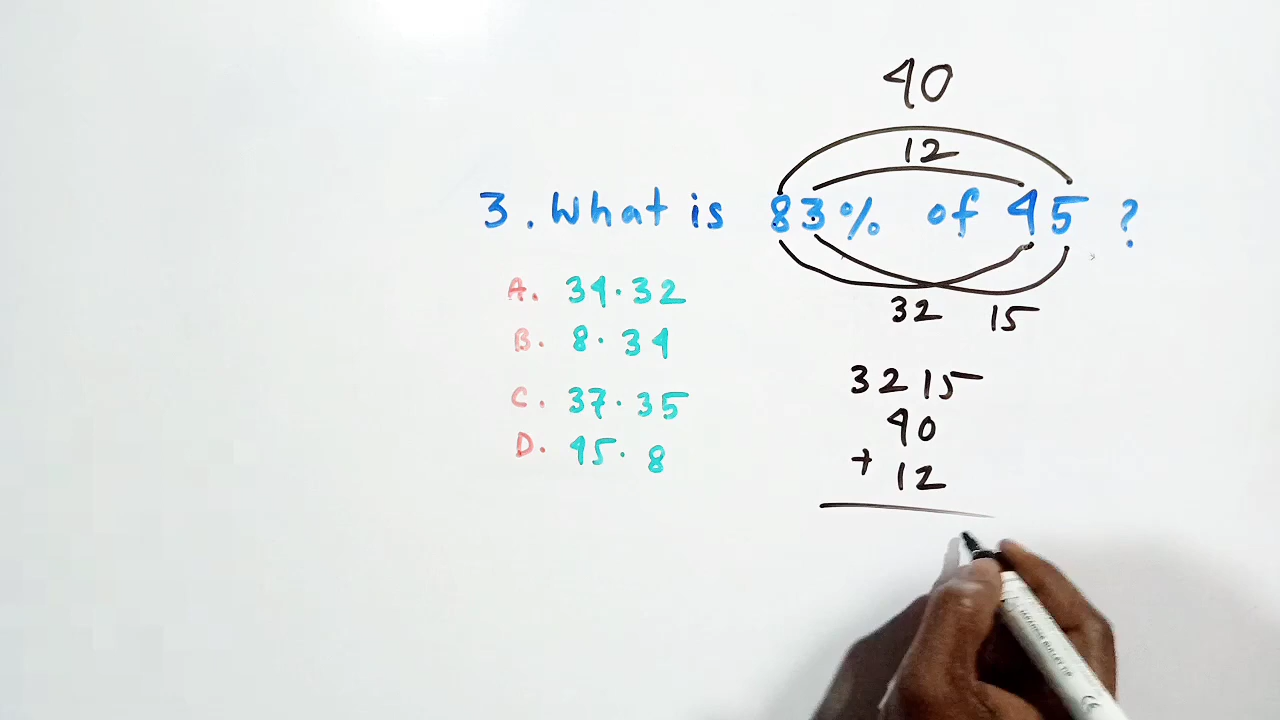 40
12
3. What is 83% of 45 ?
A. 34.32
B. 8.34
C. 37.35
D. 45.8
32 15
3215
40
+ 12